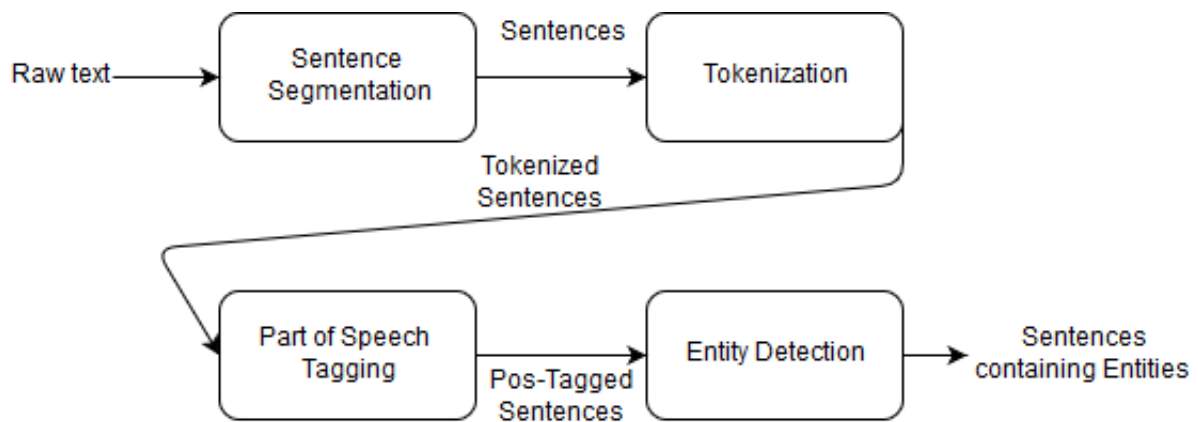 Raw text
Sentence
Segmentation
Sentences
Tokenization
Tokenized
Sentences
Part of Speech
Tagging
Pos-Tagged
Sentences
Entity Detection
Sentences
containing Entities